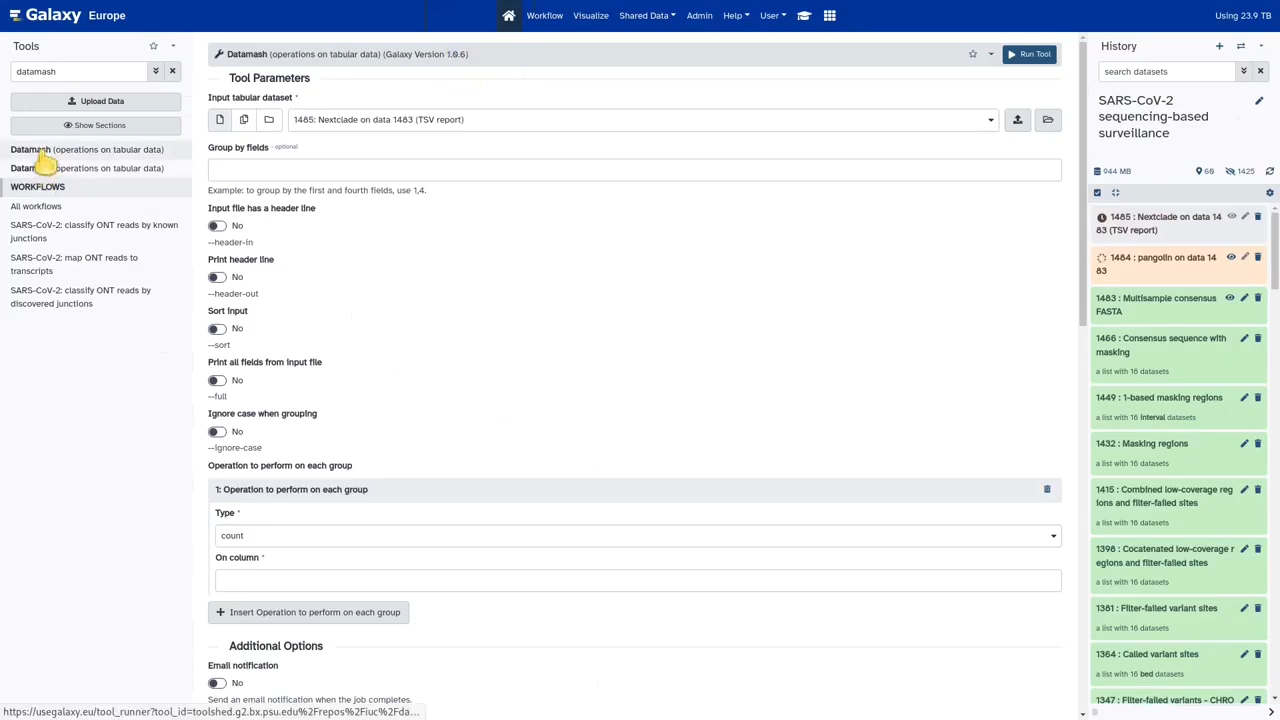 Galaxy Europe
Workflow
Visualize
Shared Data
Admin
Help
User
Using 23.9 TB
Tools
datamash
Upload Data
Show Sections
Datamash (operations on tabular data)
(operations on tabular data)
WORKFLOWS
All workflows
SARS-CoV-2: classify ONT reads by known
junctions
SARS-CoV-2: map ONT reads to
transcripts
SARS-CoV-2: classify ONT reads by
discovered junctions
Datamash (operations on tabular data) (Galaxy Version 1.0.6)
Run Tool
Tool Parameters
Input tabular dataset *
1485: Nextclade on data 1483 (TSV report)
Group by fields - optional
Example: to group by the first and fourth fields, use 1,4.
Input file has a header line
No
--header-in
Print header line
No
--header-out
Sort input
No
--sort
Print all fields from input file
No
--full
Ignore case when grouping
No
--ignore-case
Operation to perform on each group
1: Operation to perform on each group
Type *
count
On column *
+ Insert Operation to perform on each group
Additional Options
Email notification
No
Send an email notification when the job completes.
https://usegalaxy.eu/tool_runner?tool_id=toolshed.g2.bx.psu.edu%2Frepos%2Fiuc%2Fda...
History
search datasets
SARS-CoV-2
sequencing-based
surveillance
944 MB
60
1425
1485 : Nextclade on data 14
83 (TSV report)
1484 : pangolin on data 14
83
1483 : Multisample consensus
FASTA
1466 : Consensus sequence with
masking
a list with 16 datasets
1449 : 1-based masking regions
a list with 16 interval datasets
1432 : Masking regions
a list with 16 datasets
1415 : Combined low-coverage reg
ions and filter-failed sites
a list with 16 datasets
1398 : Cocatenated low-coverage r
egions and filter-failed sites
a list with 16 datasets
1381 : Filter-failed variant sites
a list with 16 datasets
1364 : Called variant sites
a list with 16 bed datasets
1347 : Filter-failed variants - CHRO